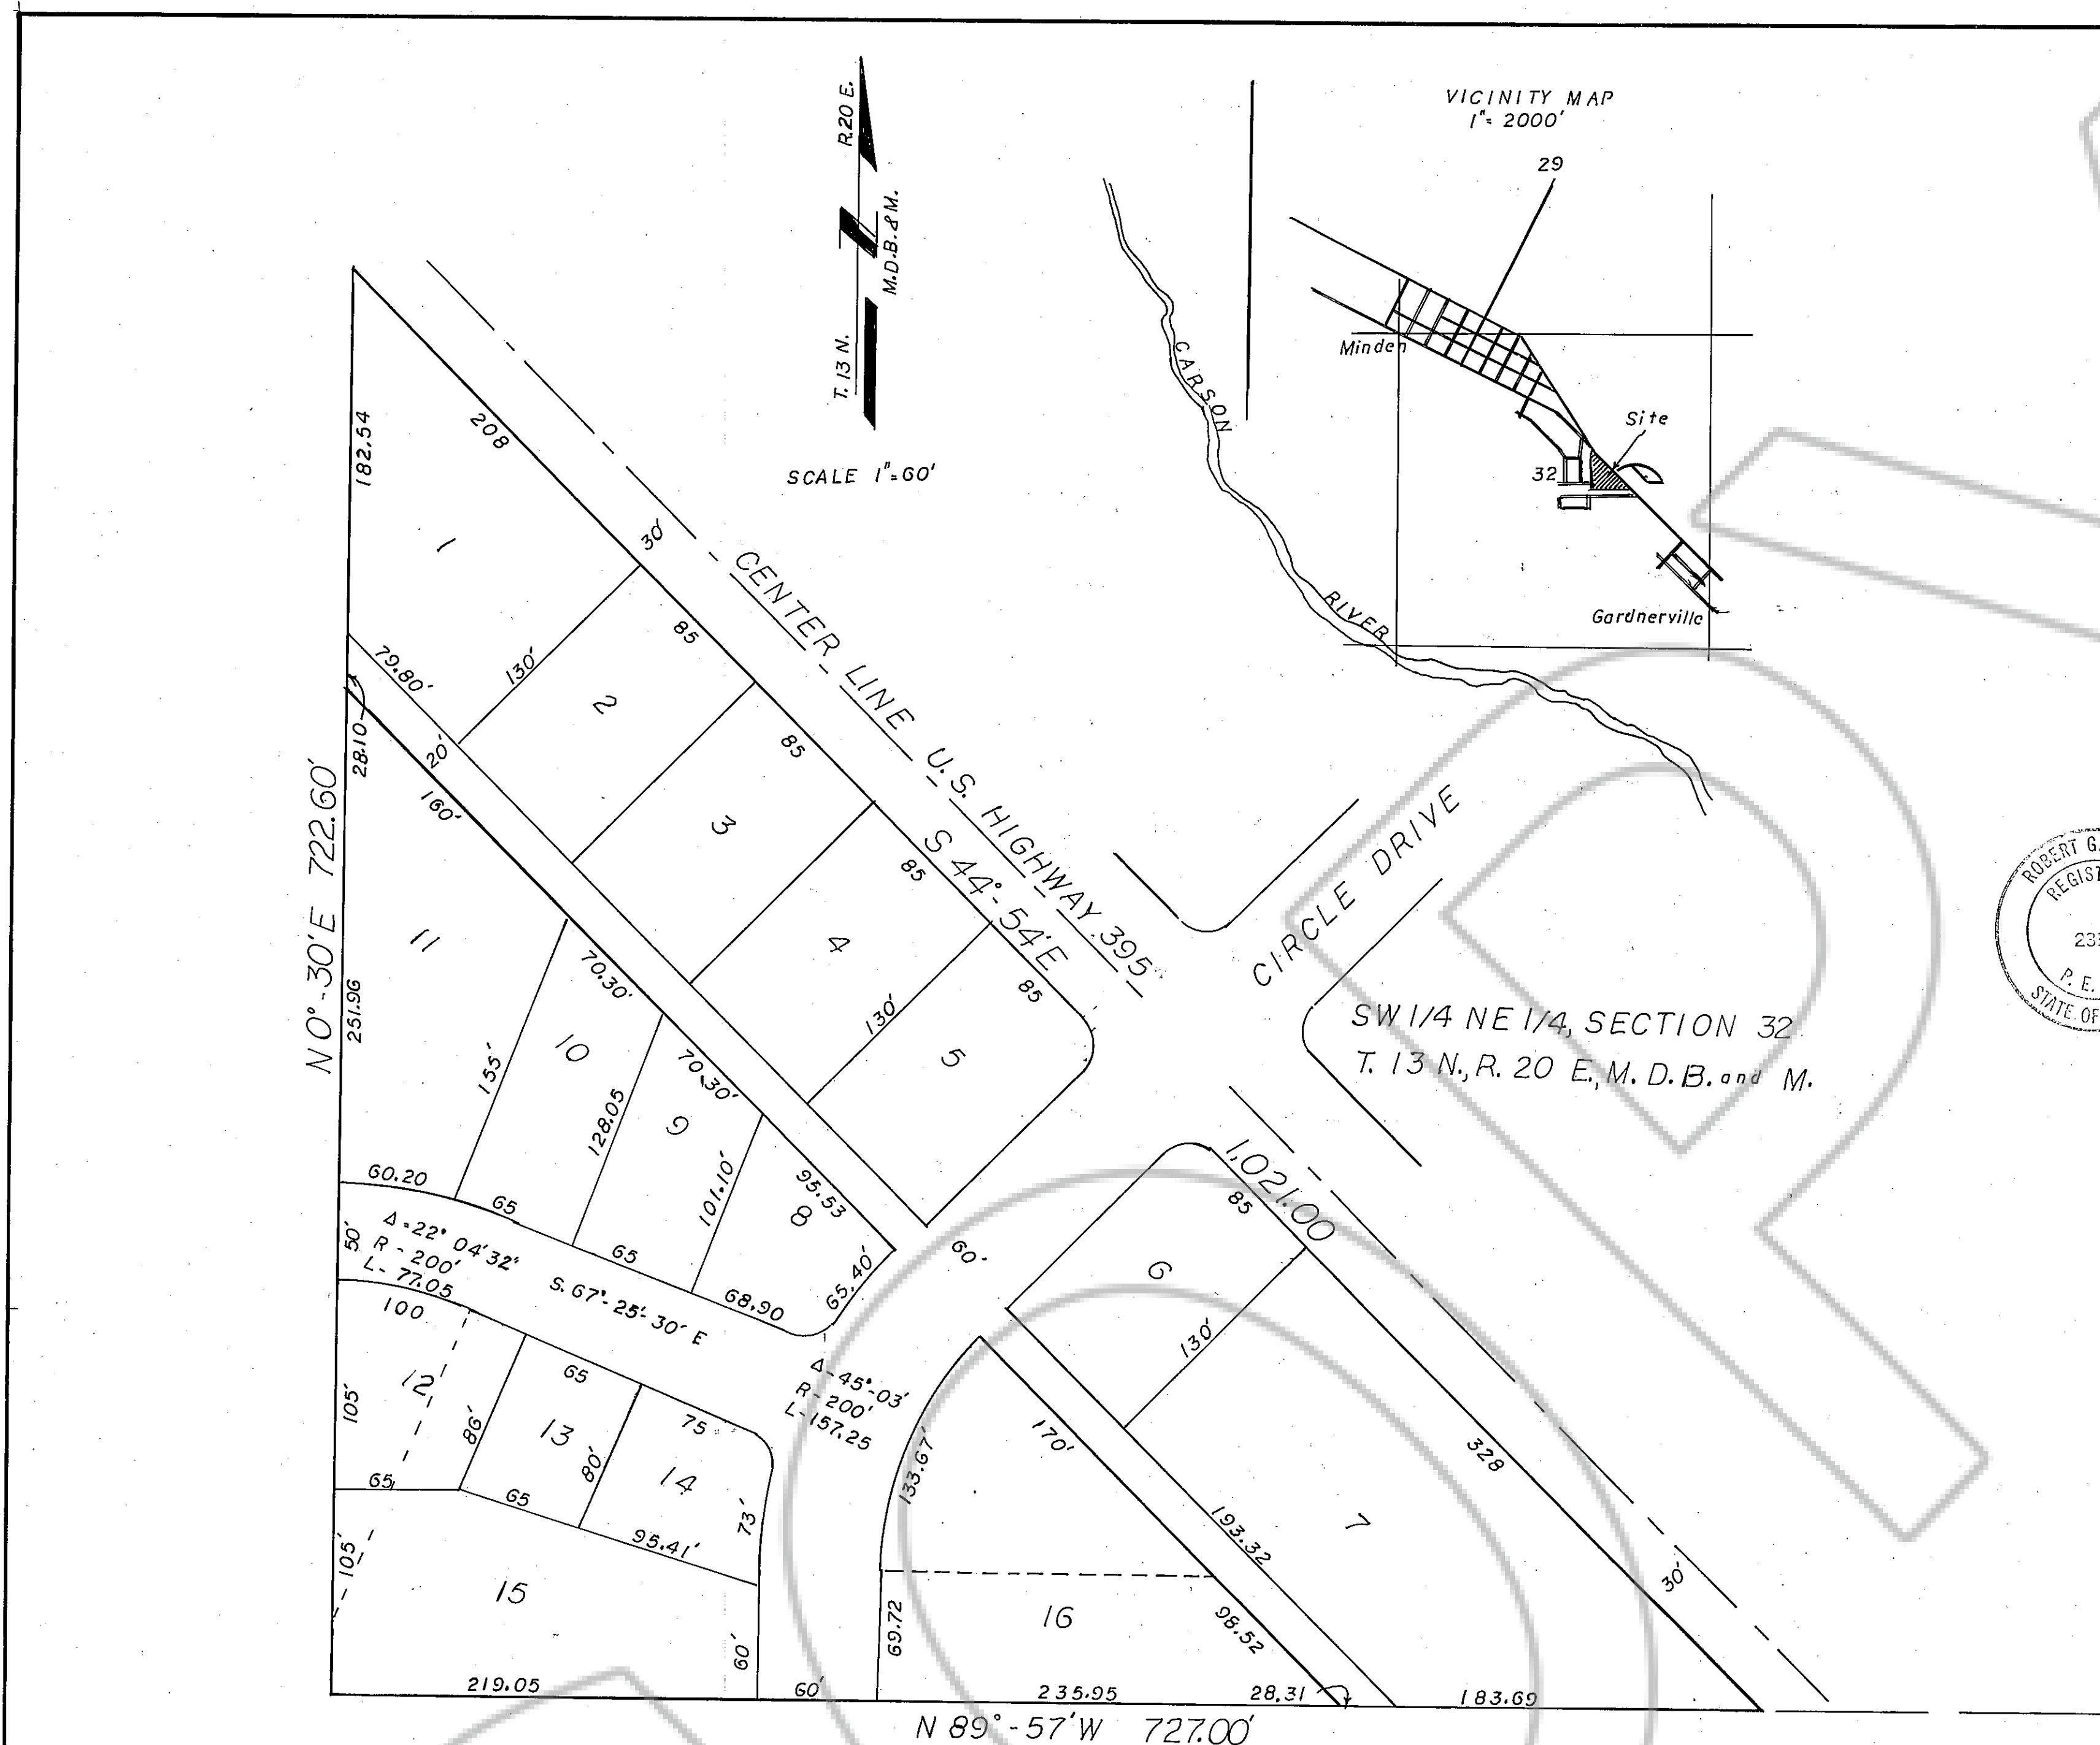 VICINITY MAP
1"= 2000'
29
Minden
Site
32
Gardnerville
R.20 E.
M.D.B.&M.
T. 13 N.
SCALE 1"=60'
CARSON
RIVER
182.54
208
30'
1
CENTER LINE U.S. HIGHWAY 395
S 44°-54'E
1,021.00
85
130'
2
79.80'
20'
28.10
160'
85
3
85
4
85
130'
5
CIRCLE DRIVE
SW 1/4 NE 1/4, SECTION 32
T. 13 N., R. 20 E., M. D. B. and M.
ROBERT G.
REGIST
23
P. E.
STATE OF
N 0°-30'E 722.60'
11
251.96
155'
70.30'
10
128.05
70.30'
9
101.10'
95.53
8
65.40'
60.20
65
65
68.90
50'
Δ=22° 04'32"
R - 200'
L- 77.05
S. 67°-25'-30" E
100
60'
85
6
130'
Δ-45°-03'
R-200'
L-157.25
12
105'
86'
65
13
80'
75
14
73'
65
65
95.41'
133.67'
170'
193.32
7
328
30'
105'
15
60'
69.72
16
98.52
219.05
60'
235.95
28.31
183.69
N 89°-57'W 727.00'